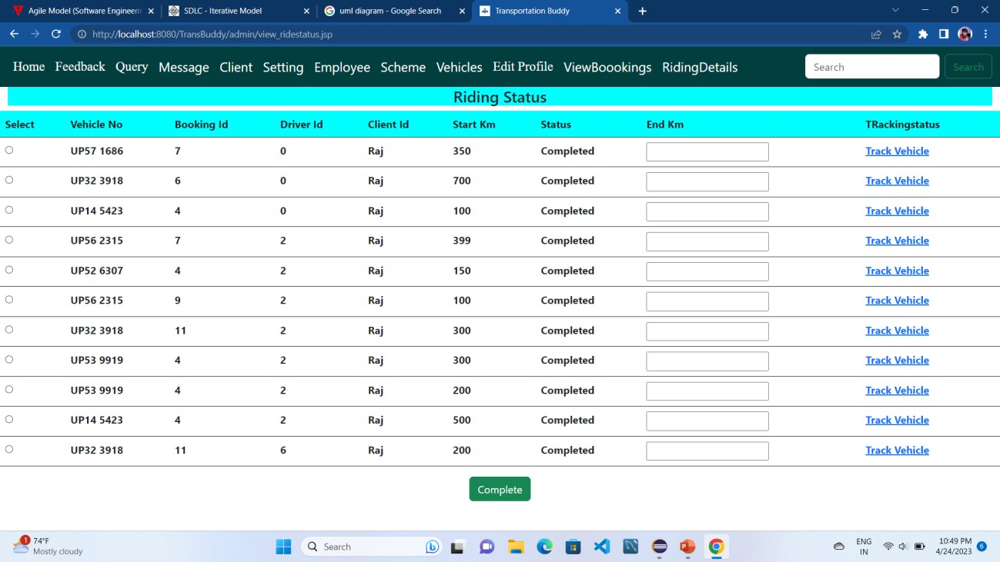 Agile Model (Software Engineerin
SDLC - Iterative Model
uml diagram - Google Search
Transportation Buddy
http://localhost:8080/TransBuddy/admin/view_ridestatus.jsp
Home Feedback Query Message Client Setting Employee Scheme Vehicles Edit Profile ViewBoookings RidingDetails Search Search
Riding Status
Select Vehicle No Booking Id Driver Id Client Id Start Km Status End Km TRackingstatus
UP57 1686 7 0 Raj 350 Completed Track Vehicle
UP32 3918 6 0 Raj 700 Completed Track Vehicle
UP14 5423 4 0 Raj 100 Completed Track Vehicle
UP56 2315 7 2 Raj 399 Completed Track Vehicle
UP52 6307 4 2 Raj 150 Completed Track Vehicle
UP56 2315 9 2 Raj 100 Completed Track Vehicle
UP32 3918 11 2 Raj 300 Completed Track Vehicle
UP53 9919 4 2 Raj 300 Completed Track Vehicle
UP53 9919 4 2 Raj 200 Completed Track Vehicle
UP14 5423 4 2 Raj 500 Completed Track Vehicle
UP32 3918 11 6 Raj 200 Completed Track Vehicle
Complete
1
74°F
Mostly cloudy
Search
ENG
IN
10:49 PM
4/24/2023
6